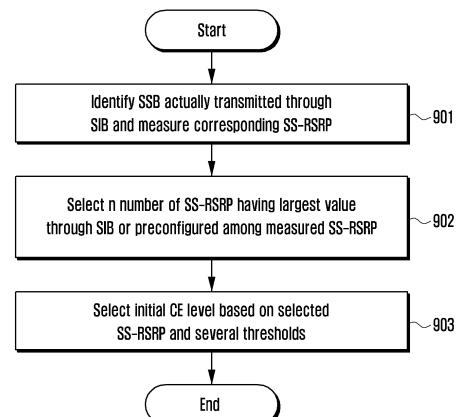 Start
Identify SSB actually transmitted through
SIB and measure corresponding SS-RSRP
901
Select n number of SS-RSRP having largest value
through SIB or preconfigured among measured SS-RSRP
902
Select initial CE level based on selected
SS-RSRP and several thresholds
903
End